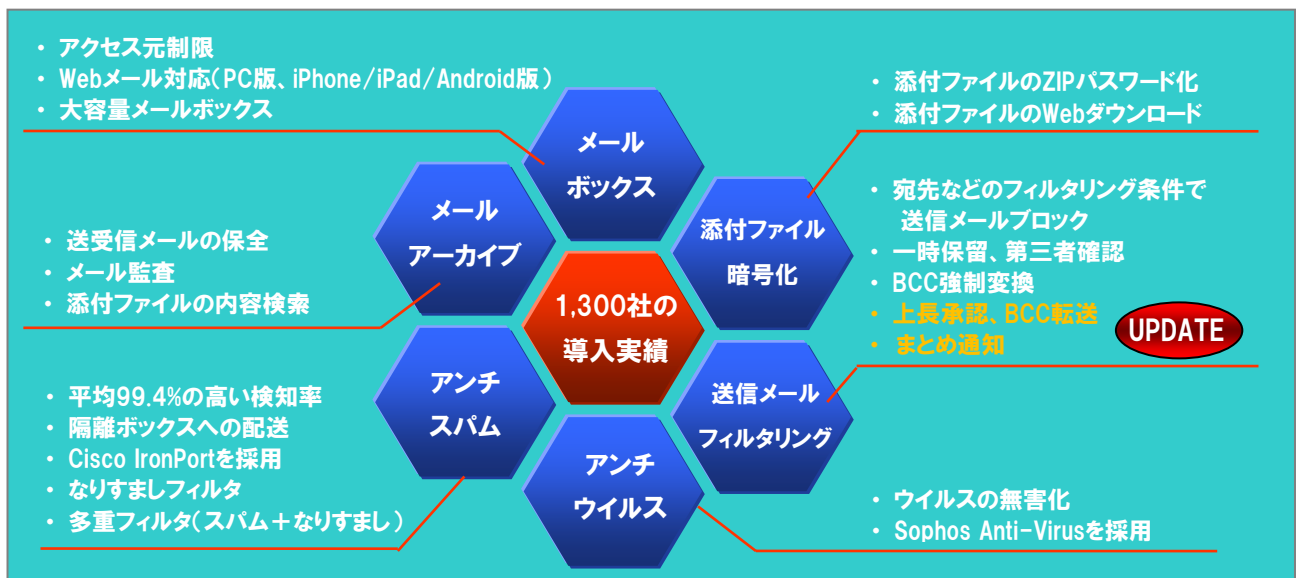 ・ アクセス元制限
・ Webメール対応(PC版、iPhone/iPad/Android版)
・ 大容量メールボックス
・ 添付ファイルのZIPパスワード化
・ 添付ファイルのWebダウンロード
メール
ボックス
メール
アーカイブ
添付ファイル
暗号化
・ 宛先などのフィルタリング条件で
送信メールブロック
・ 一時保留、第三者確認
・ BCC強制変換
・ 上長承認、BCC転送
・ まとめ通知
UPDATE
・ 送受信メールの保全
・ メール監査
・ 添付ファイルの内容検索
1,300社の
導入実績
アンチ
スパム
送信メール
フィルタリング
・ 平均99.4%の高い検知率
・ 隔離ボックスへの配送
・ Cisco IronPortを採用
・ なりすましフィルタ
・ 多重フィルタ(スパム+なりすまし)
アンチ
ウイルス
・ ウイルスの無害化
・ Sophos Anti-Virusを採用